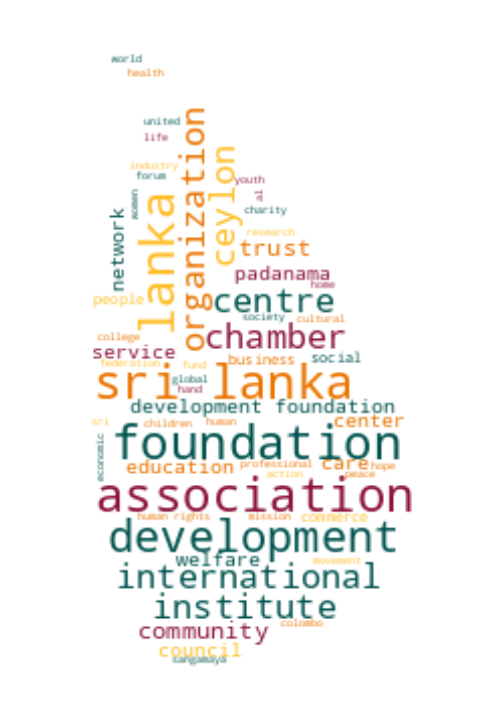 world
health
united
life
industry
forum
women
youth
al
charity
organization
ceylon
lanka
network
research
trust
padanama
home
people
centre
society
cultural
college
chamber
service
federation
fund
business
social
global
hand
sri lanka
development foundation
sri
children
human
center
economic
foundation
education
professional
care
hope
action
peace
association
human rights
mission
commerce
development
welfare
movement
international
institute
community
colombo
council
sangamaya